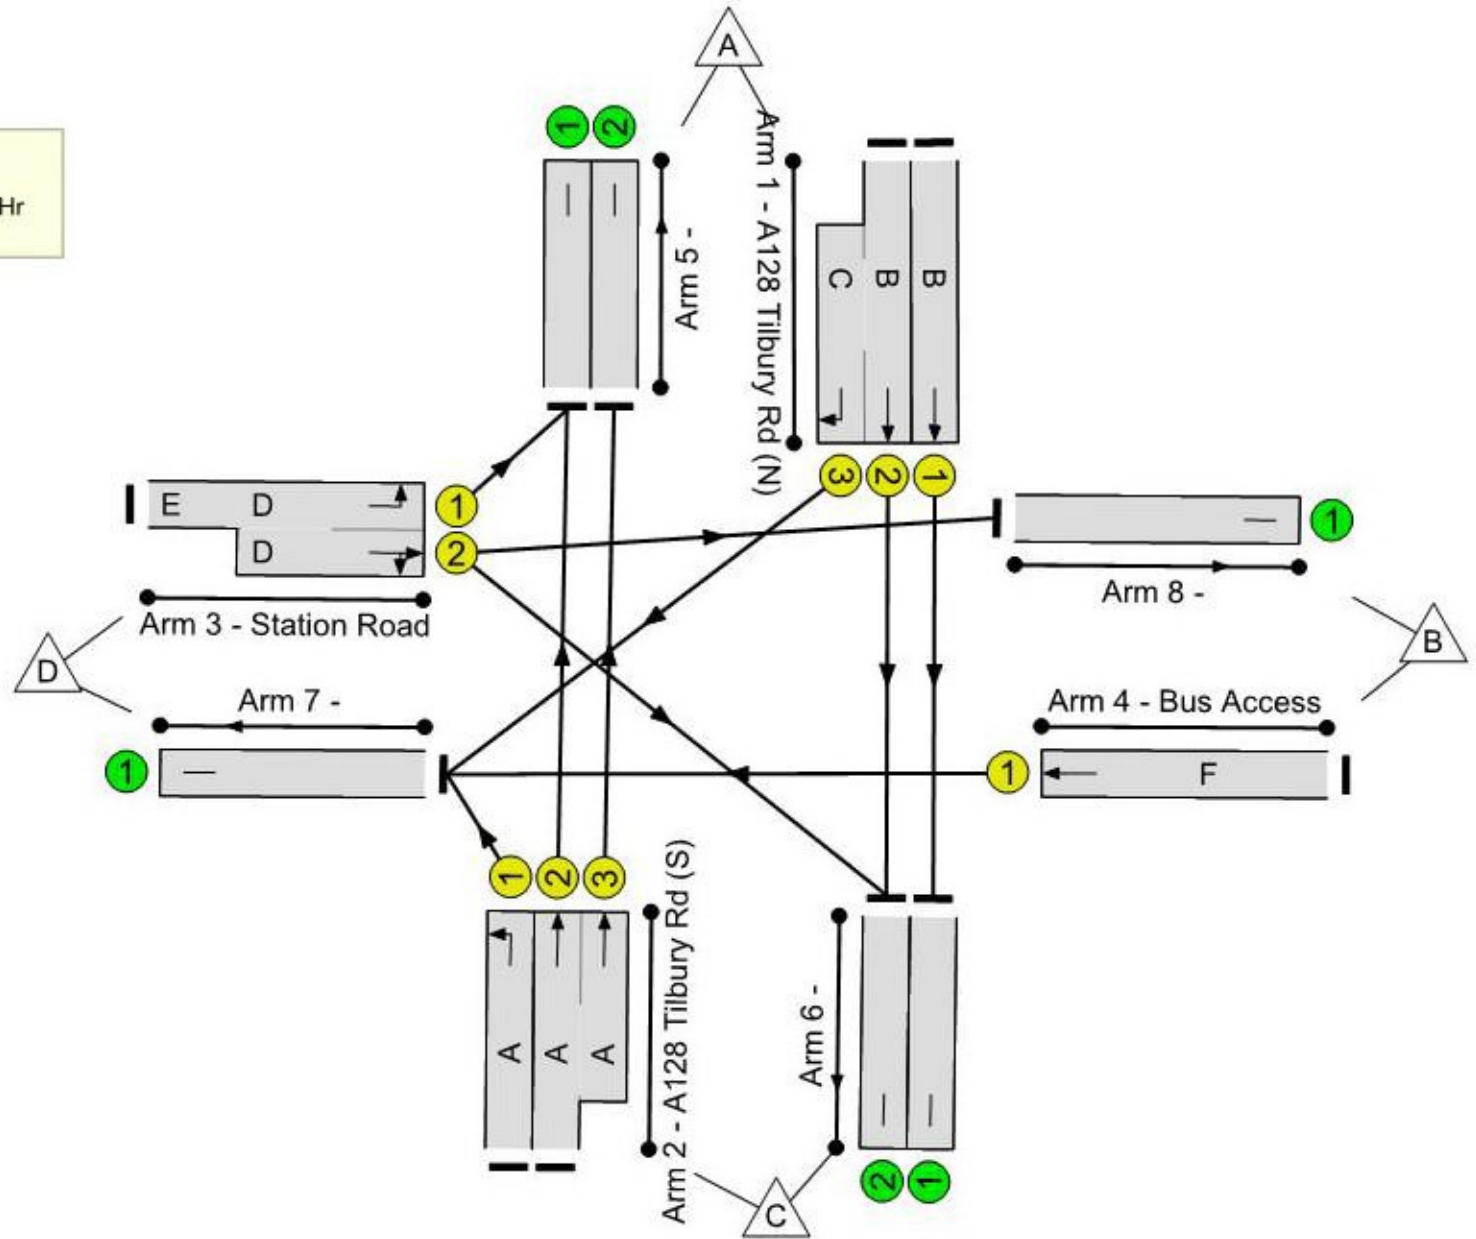 A
1 2
Arm 1 - A128 Tilbury Rd (N)
Hr
Arm 5 -
C B B
3 2 1
E D
D
1
2
1
Arm 8 -
Arm 3 - Station Road
D
B
Arm 7 -
Arm 4 - Bus Access
1
1
F
1 2 3
Arm 2 - A128 Tilbury Rd (S)
A A A
Arm 6 -
2 1
C